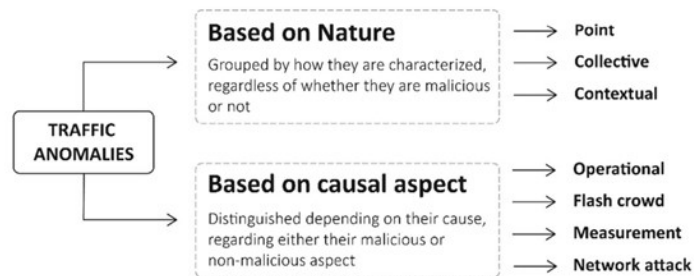 TRAFFIC
ANOMALIES
Based on Nature
Grouped by how they are characterized,
regardless of whether they are malicious
or not
Point
Collective
Contextual
Based on causal aspect
Distinguished depending on their cause,
regarding either their malicious or
non-malicious aspect
Operational
Flash crowd
Measurement
Network attack